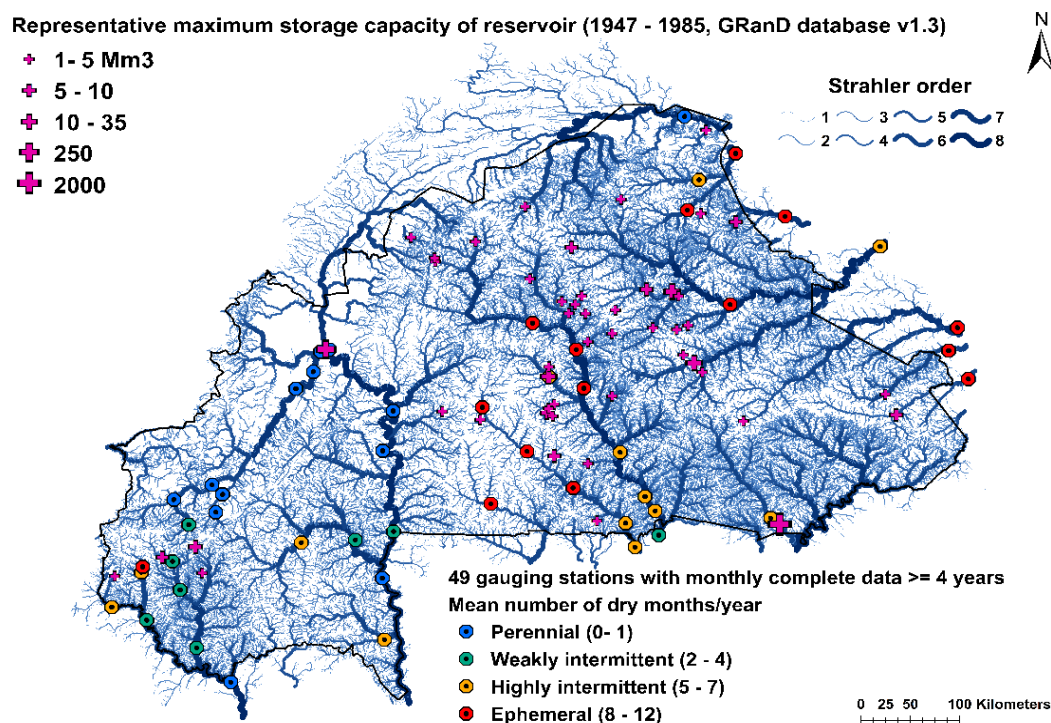 Representative maximum storage capacity of reservoir (1947 - 1985, GRanD database v1.3)
N
1- 5 Mm3
5 - 10
10 - 35
250
2000
Strahler order
1 3 5 7
2 4 6 8
49 gauging stations with monthly complete data >= 4 years
Mean number of dry months/year
Perennial (0- 1)
Weakly intermittent (2 - 4)
Highly intermittent (5 - 7)
Ephemeral (8 - 12)
0 25 50 100 Kilometers